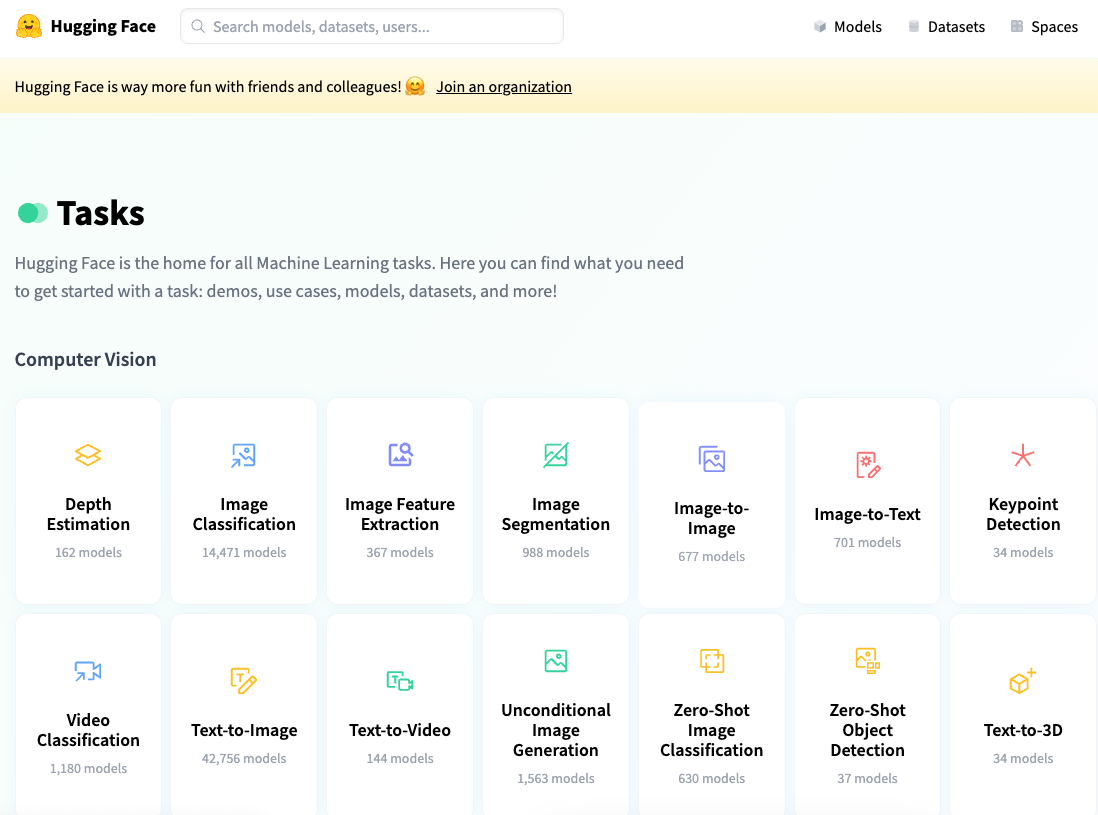 Hugging Face
Search models, datasets, users...
Models
Datasets
Spaces
Hugging Face is way more fun with friends and colleagues! 🤗 Join an organization
Tasks
Hugging Face is the home for all Machine Learning tasks. Here you can find what you need
to get started with a task: demos, use cases, models, datasets, and more!
Computer Vision
Depth
Estimation
162 models
Image
Classification
14,471 models
Image Feature
Extraction
367 models
Image
Segmentation
988 models
Image-to-
Image
677 models
Image-to-Text
701 models
Keypoint
Detection
34 models
Video
Classification
1,180 models
Text-to-Image
42,756 models
Text-to-Video
144 models
Unconditional
Image
Generation
1,563 models
Zero-Shot
Image
Classification
630 models
Zero-Shot
Object
Detection
37 models
Text-to-3D
34 models